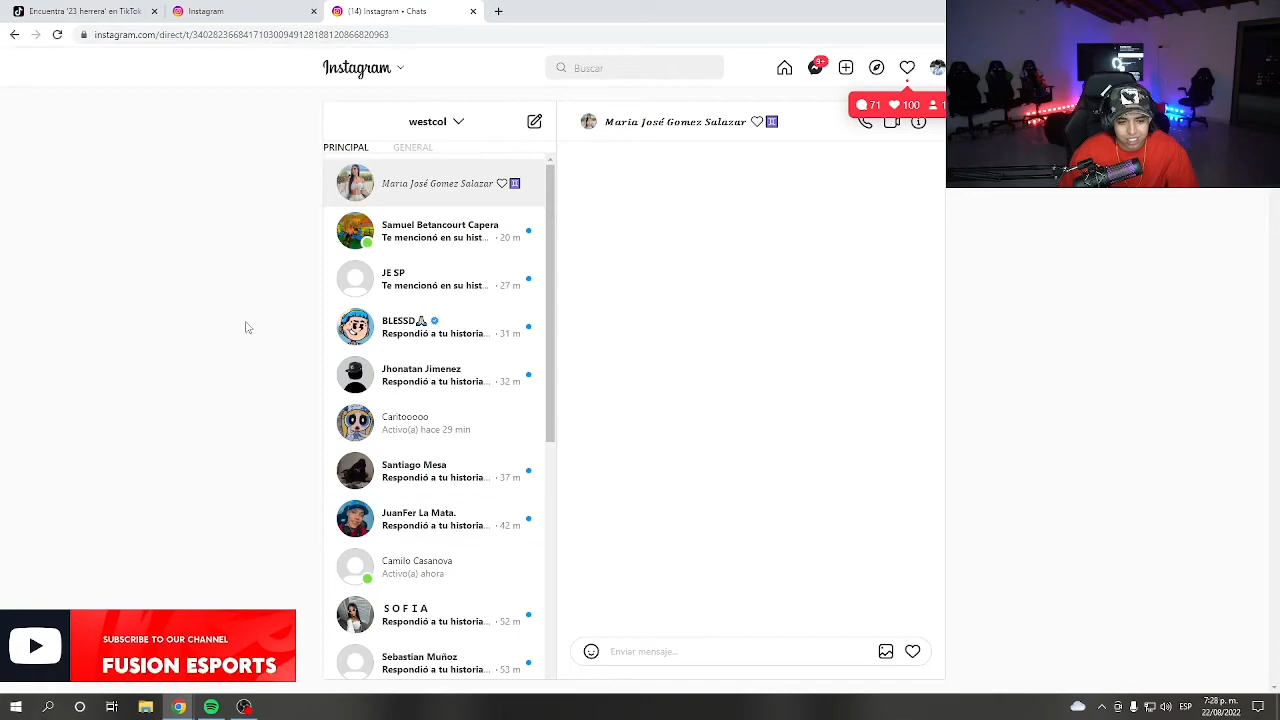 Encuentra '23 herrera' en TikTok
Instagram
(14) Instagram • Chats
instagram.com/direct/t/340282366841710300949128188120866820963
Instagram
Buscar
9+
71 100 1
westcol
Maria José Gomez Salazar
PRINCIPAL GENERAL
Maria José Gomez Salazar
Samuel Betancourt Capera
Te mencionó en su hist... · 20 m
JE SP
Te mencionó en su hist... · 27 m
BLESSD🙏🏻
Respondió a tu historia... · 31 m
Jhonatan Jimenez
Respondió a tu historia... · 32 m
Caritooooo
Activo(a) hace 29 min
Santiago Mesa
Respondió a tu historia... · 37 m
JuanFer La Mata.
Respondió a tu historia... · 42 m
Camilo Casanova
Activo(a) ahora
S O F I A
Respondió a tu historia... · 52 m
Sebastian Muñoz
Respondió a tu historia... · 53 m
Enviar mensaje...
SUBSCRIBE TO OUR CHANNEL
FUSION ESPORTS
ESP
7:28 p. m.
22/08/2022